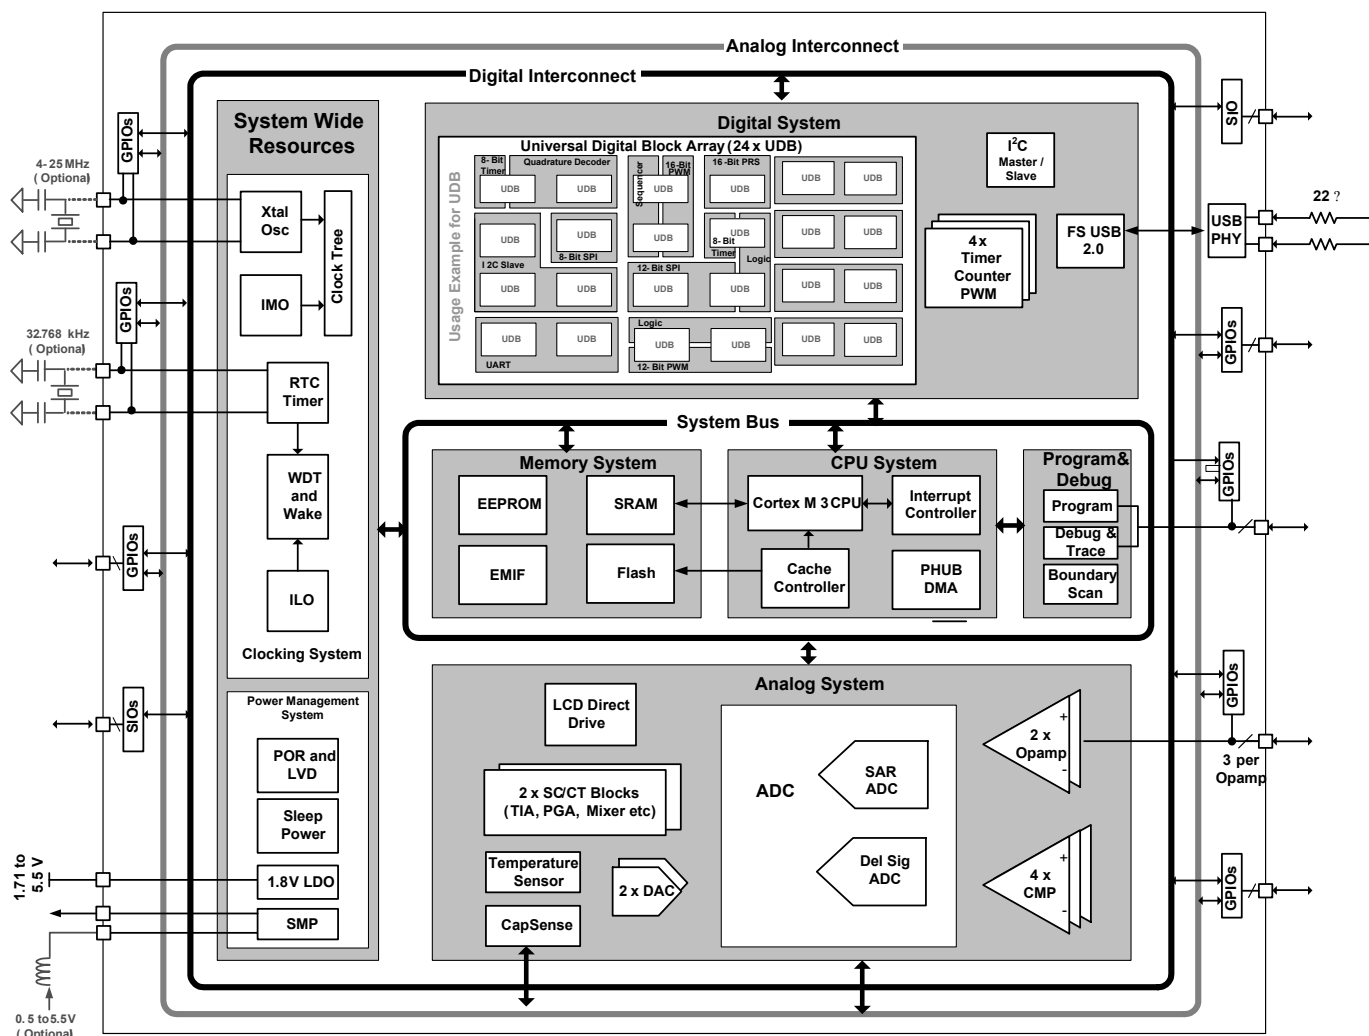 Analog Interconnect
Digital Interconnect
System Wide
Resources
Digital System
Universal Digital Block Array (24 x UDB)
Usage Example for UDB
8- Bit
Timer
Quadrature Decoder
Sequencer
16 -Bit
PWM
16 -Bit PRS
UDB
UDB
UDB
UDB
UDB
UDB
UDB
UDB
UDB
UDB
UDB
UDB
I 2C Slave
8- Bit SPI
8- Bit
Timer
Logic
12- Bit SPI
UDB
UDB
UDB
UDB
UDB
UDB
UDB
UDB
UDB
UDB
UDB
UDB
UART
Logic
12- Bit PWM
I2C
Master /
Slave
4 x
Timer
Counter
PWM
FS USB
2.0
USB
PHY
22 ?
SIO
GPIOs
GPIOs
4- 25 MHz
( Optional)
Xtal
Osc
IMO
Clock Tree
GPIOs
32.768 kHz
( Optional)
RTC
Timer
WDT
and
Wake
ILO
Clocking System
GPIOs
SIOs
Power Management
System
POR and
LVD
Sleep
Power
1.8V LDO
SMP
1.71 to
5.5 V
0. 5 to 5.5V
( Optional)
System Bus
Memory System
EEPROM
SRAM
EMIF
Flash
CPU System
Cortex M 3 CPU
Interrupt
Controller
Cache
Controller
PHUB
DMA
Program&
Debug
Program
Debug &
Trace
Boundary
Scan
GPIOs
Analog System
LCD Direct
Drive
2 x SC/CT Blocks
(TIA, PGA, Mixer etc)
Temperature
Sensor
CapSense
2 x DAC
ADC
SAR
ADC
Del Sig
ADC
+
2 x
Opamp
-
+
4 x
CMP
-
GPIOs
3 per
Opamp
GPIOs